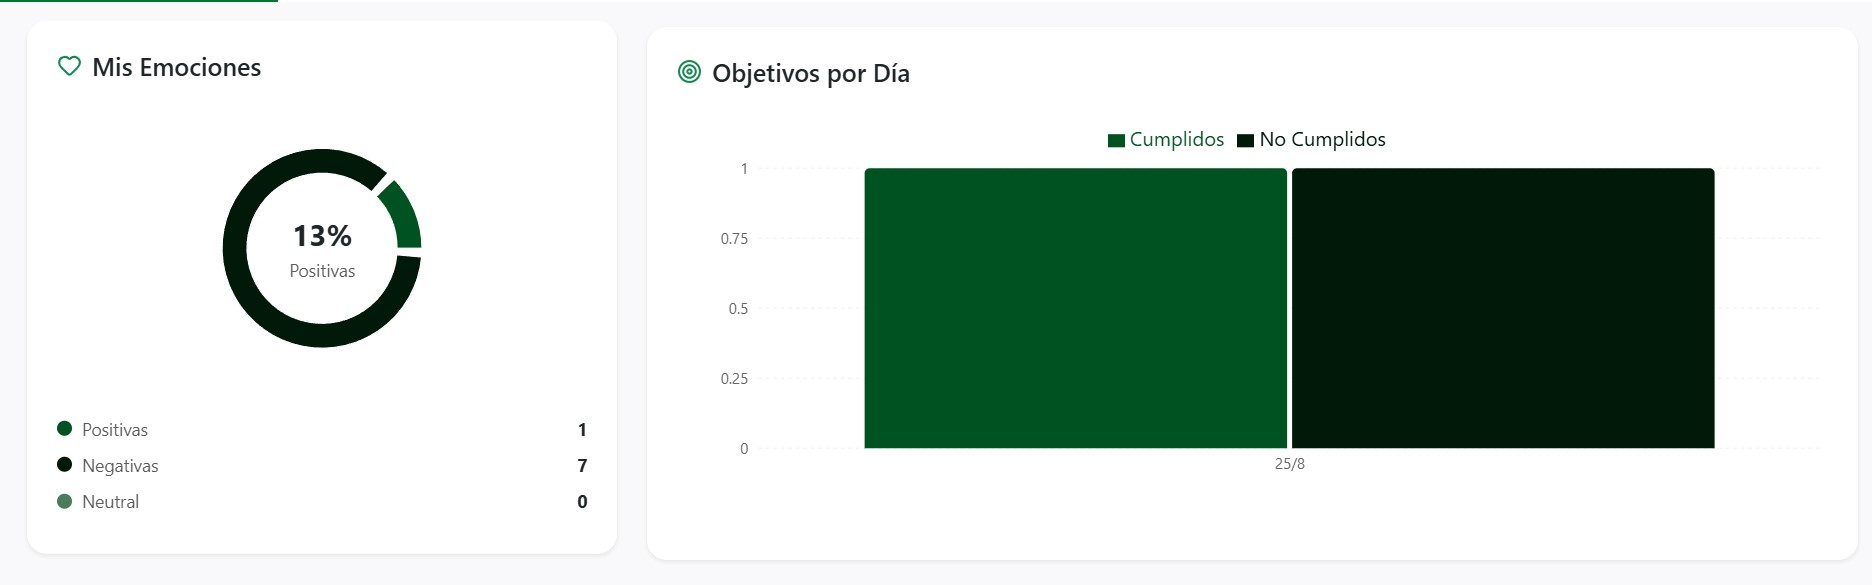 Mis Emociones
13%
Positivas
Positivas 1
Negativas 7
Neutral 0
Objetivos por Día
Cumplidos No Cumplidos
1
0.75
0.5
0.25
0
25/8